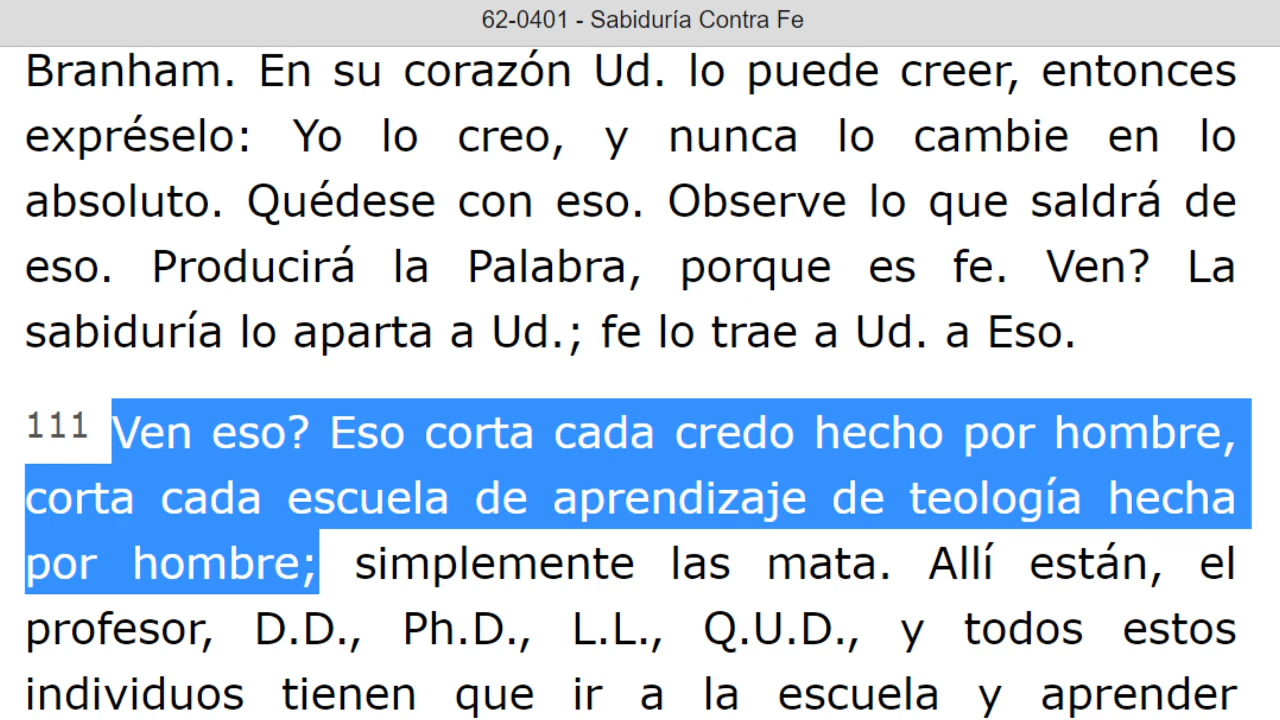 62-0401 - Sabiduría Contra Fe
Branham. En su corazón Ud. lo puede creer, entonces
expréselo: Yo lo creo, y nunca lo cambie en lo
absoluto. Quédese con eso. Observe lo que saldrá de
eso. Producirá la Palabra, porque es fe. Ven? La
sabiduría lo aparta a Ud.; fe lo trae a Ud. a Eso.
111 Ven eso? Eso corta cada credo hecho por hombre,
corta cada escuela de aprendizaje de teología hecha
por hombre; simplemente las mata. Allí están, el
profesor, D.D., Ph.D., L.L., Q.U.D., y todos estos
individuos tienen que ir a la escuela y aprender